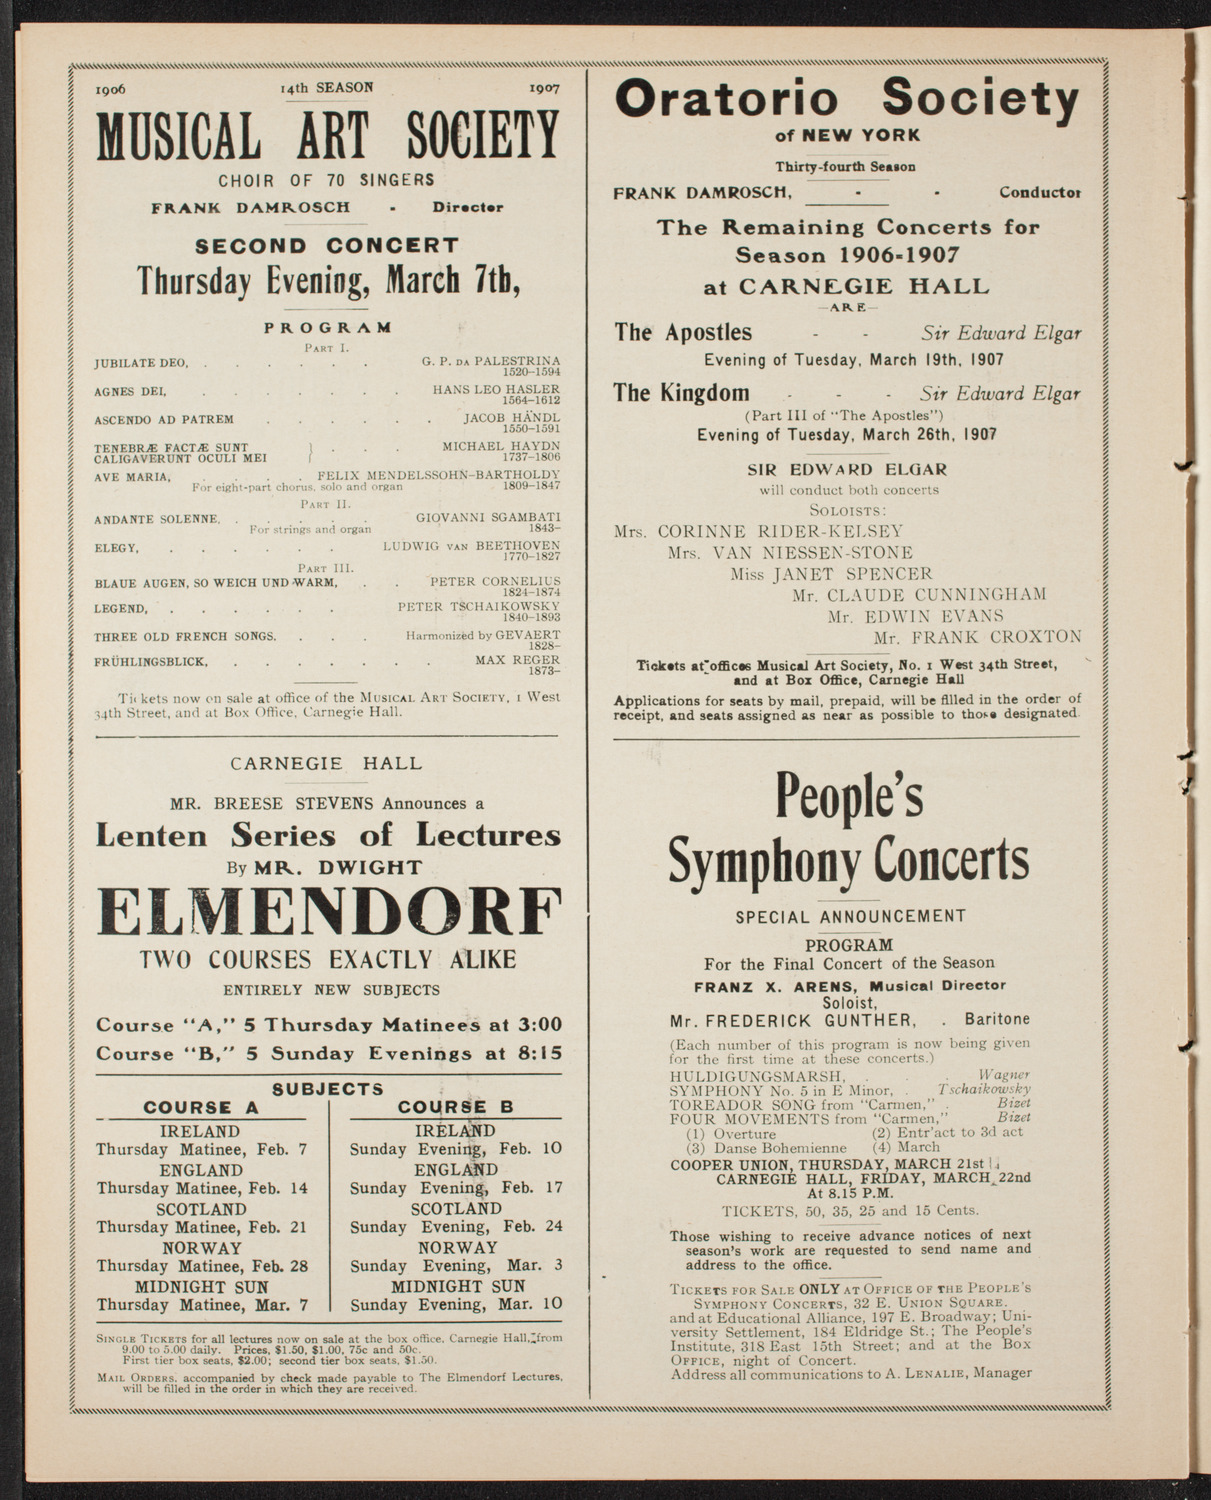 1906 14th SEASON 1907
MUSICAL ART SOCIETY
CHOIR OF 70 SINGERS
FRANK DAMROSCH - Director
SECOND CONCERT
Thursday Evening, March 7th,
PROGRAM
PART I.
JUBILATE DEO, . . . . . . G. P. DA PALESTRINA
1520–1594
AGNES DEI, . . . . . . HANS LEO HASLER
1564–1612
ASCENDO AD PATREM . . . . . JACOB HÄNDL
1550–1591
TENEBRÆ FACTÆ SUNT } . . . MICHAEL HAYDN
CALIGAVERUNT OCULI MEI 1737–1806
AVE MARIA, . . . . FELIX MENDELSSOHN–BARTHOLDY
For eight-part chorus, solo and organ 1809–1847
PART II.
ANDANTE SOLENNE, . . . . . GIOVANNI SGAMBATI
For strings and organ 1843–
ELEGY, . . . . . . LUDWIG VAN BEETHOVEN
1770–1827
PART III.
BLAUE AUGEN, SO WEICH UND WARM, . . PETER CORNELIUS
1824–1874
LEGEND, . . . . . . PETER TSCHAIKOWSKY
1840–1893
THREE OLD FRENCH SONGS. . . . Harmonized by GEVAERT
1828–
FRÜHLINGSBLICK, . . . . . . MAX REGER
1873–
Tickets now on sale at office of the MUSICAL ART SOCIETY, 1 West
34th Street, and at Box Office, Carnegie Hall.
CARNEGIE HALL
MR. BREESE STEVENS Announces a
Lenten Series of Lectures
By MR. DWIGHT
ELMENDORF
TWO COURSES EXACTLY ALIKE
ENTIRELY NEW SUBJECTS
Course "A," 5 Thursday Matinees at 3:00
Course "B," 5 Sunday Evenings at 8:15
SUBJECTS
COURSE A COURSE B
IRELAND IRELAND
Thursday Matinee, Feb. 7 Sunday Evening, Feb. 10
ENGLAND ENGLAND
Thursday Matinee, Feb. 14 Sunday Evening, Feb. 17
SCOTLAND SCOTLAND
Thursday Matinee, Feb. 21 Sunday Evening, Feb. 24
NORWAY NORWAY
Thursday Matinee, Feb. 28 Sunday Evening, Mar. 3
MIDNIGHT SUN MIDNIGHT SUN
Thursday Matinee, Mar. 7 Sunday Evening, Mar. 10
SINGLE TICKETS for all lectures now on sale at the box office, Carnegie Hall, from
9.00 to 5.00 daily. Prices, $1.50, $1.00, 75c and 50c.
First tier box seats, $2.00; second tier box seats, $1.50.
MAIL ORDERS, accompanied by check made payable to The Elmendorf Lectures,
will be filled in the order in which they are received.
Oratorio Society
of NEW YORK
Thirty-fourth Season
FRANK DAMROSCH, - - Conductor
The Remaining Concerts for
Season 1906-1907
at CARNEGIE HALL
—ARE—
The Apostles - - Sir Edward Elgar
Evening of Tuesday, March 19th, 1907
The Kingdom - - - Sir Edward Elgar
(Part III of "The Apostles")
Evening of Tuesday, March 26th, 1907
SIR EDWARD ELGAR
will conduct both concerts
SOLOISTS:
Mrs. CORINNE RIDER-KELSEY
Mrs. VAN NIESSEN-STONE
Miss JANET SPENCER
Mr. CLAUDE CUNNINGHAM
Mr. EDWIN EVANS
Mr. FRANK CROXTON
Tickets at offices Musical Art Society, No. 1 West 34th Street,
and at Box Office, Carnegie Hall
Applications for seats by mail, prepaid, will be filled in the order of
receipt, and seats assigned as near as possible to those designated.
People's
Symphony Concerts
SPECIAL ANNOUNCEMENT
PROGRAM
For the Final Concert of the Season
FRANZ X. ARENS, Musical Director
Soloist,
Mr. FREDERICK GUNTHER, . Baritone
(Each number of this program is now being given
for the first time at these concerts.)
HULDIGUNGSMARSH, . . . Wagner
SYMPHONY No. 5 in E Minor, . Tschaikowsky
TOREADOR SONG from "Carmen," . Bizet
FOUR MOVEMENTS from "Carmen," Bizet
(1) Overture (2) Entr'act to 3d act
(3) Danse Bohemienne (4) March
COOPER UNION, THURSDAY, MARCH 21st
CARNEGIE HALL, FRIDAY, MARCH 22nd
At 8.15 P.M.
TICKETS, 50, 35, 25 and 15 Cents.
Those wishing to receive advance notices of next
season's work are requested to send name and
address to the office.
TICKETS FOR SALE ONLY AT OFFICE OF THE PEOPLE'S
SYMPHONY CONCERTS, 32 E. UNION SQUARE.
and at Educational Alliance, 197 E. Broadway; Uni-
versity Settlement, 184 Eldridge St.; The People's
Institute, 318 East 15th Street; and at the Box
OFFICE, night of Concert.
Address all communications to A. LENALIE, Manager